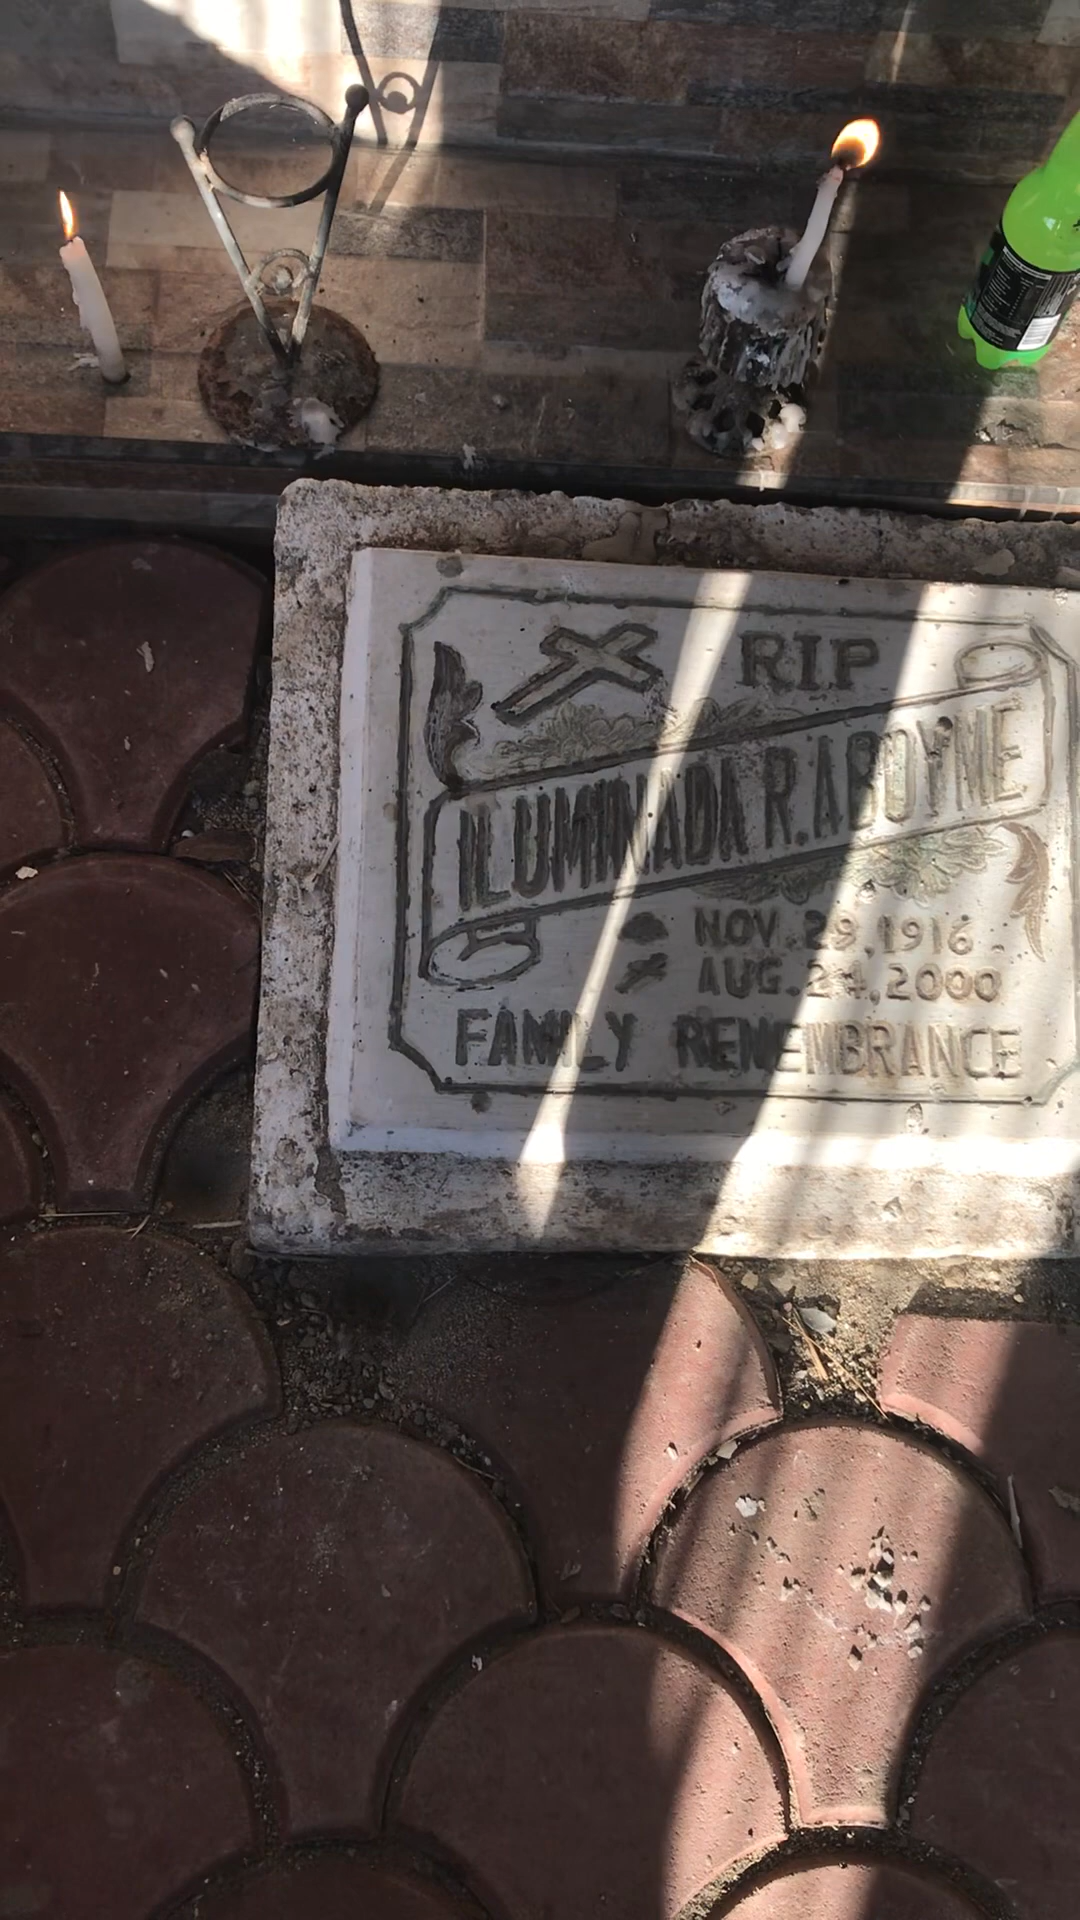 RIP
ILUMINADA R. ABOYME
NOV. 29, 1916.
AUG. 24, 2000
FAMILY REMEMBRANCE